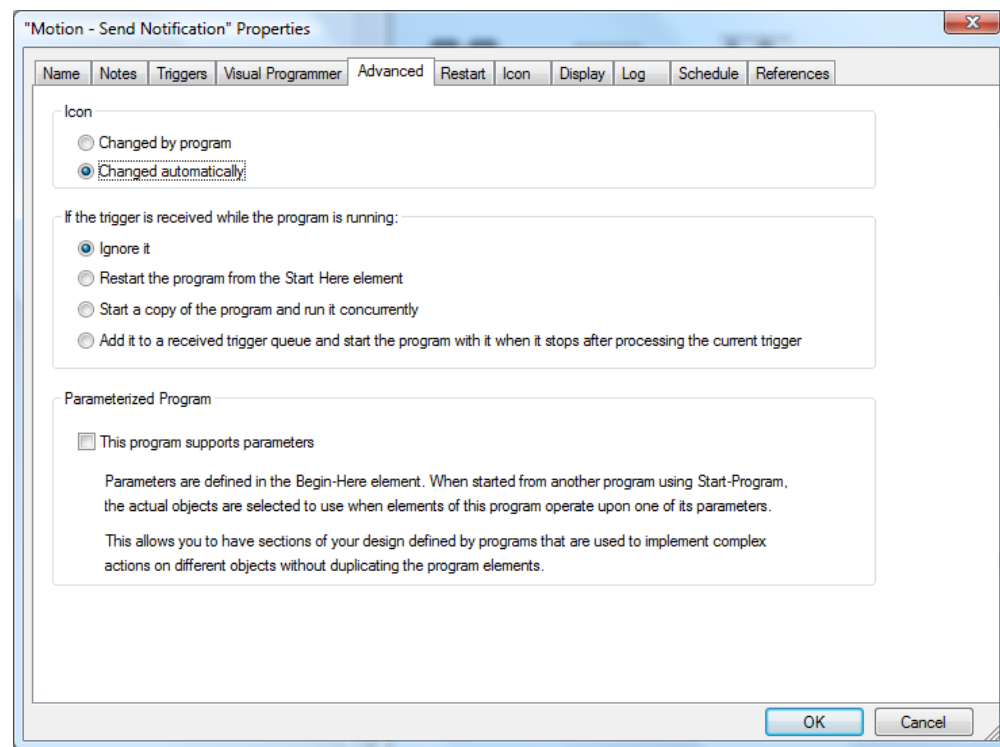 "Motion - Send Notification" Properties
Name Notes Triggers Visual Programmer Advanced Restart Icon Display Log Schedule References
Icon
Changed by program
Changed automatically
If the trigger is received while the program is running:
Ignore it
Restart the program from the Start Here element
Start a copy of the program and run it concurrently
Add it to a received trigger queue and start the program with it when it stops after processing the current trigger
Parameterized Program
This program supports parameters
Parameters are defined in the Begin-Here element. When started from another program using Start-Program,
the actual objects are selected to use when elements of this program operate upon one of its parameters.
This allows you to have sections of your design defined by programs that are used to implement complex
actions on different objects without duplicating the program elements.
OK Cancel